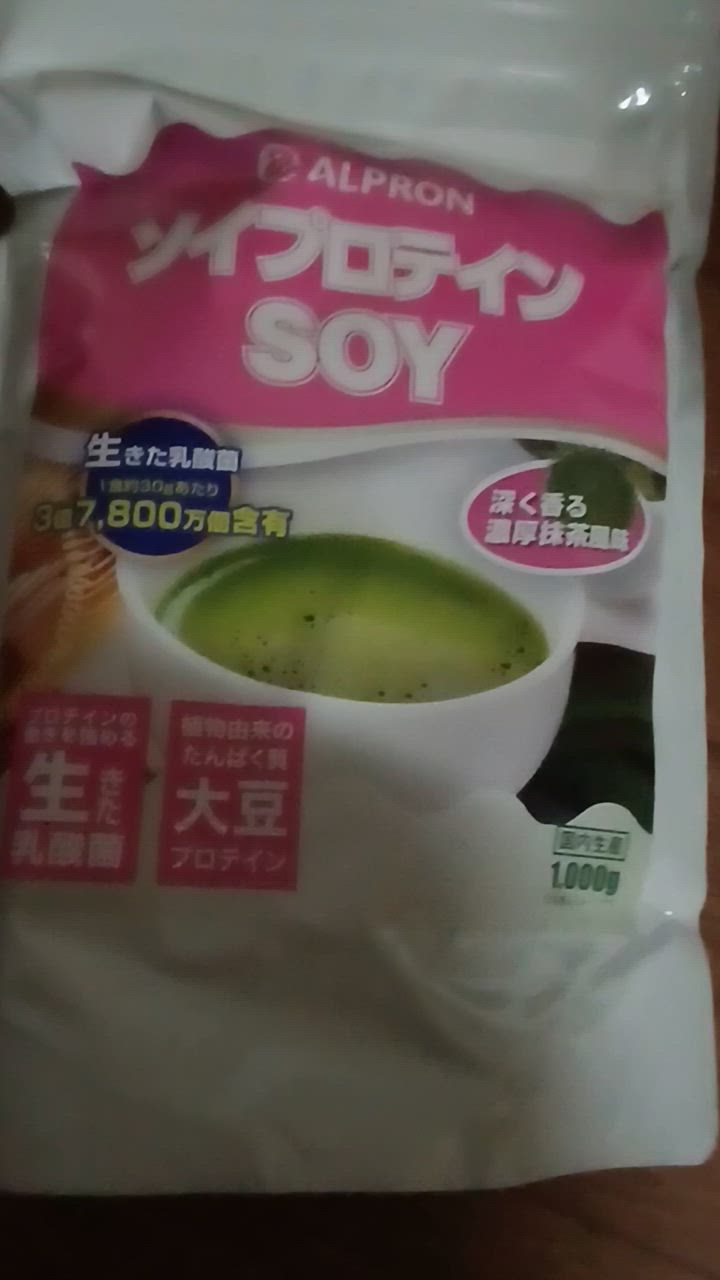 ALPRON
ソイプロテイン
SOY
生きた乳酸菌
1食約30gあたり
3億7,800万個含有
深く香る
濃厚抹茶風味
プロテインの
働きを強める
生きた
乳酸菌
植物由来の
たんぱく質
大豆
プロテイン
国内生産
1,000g